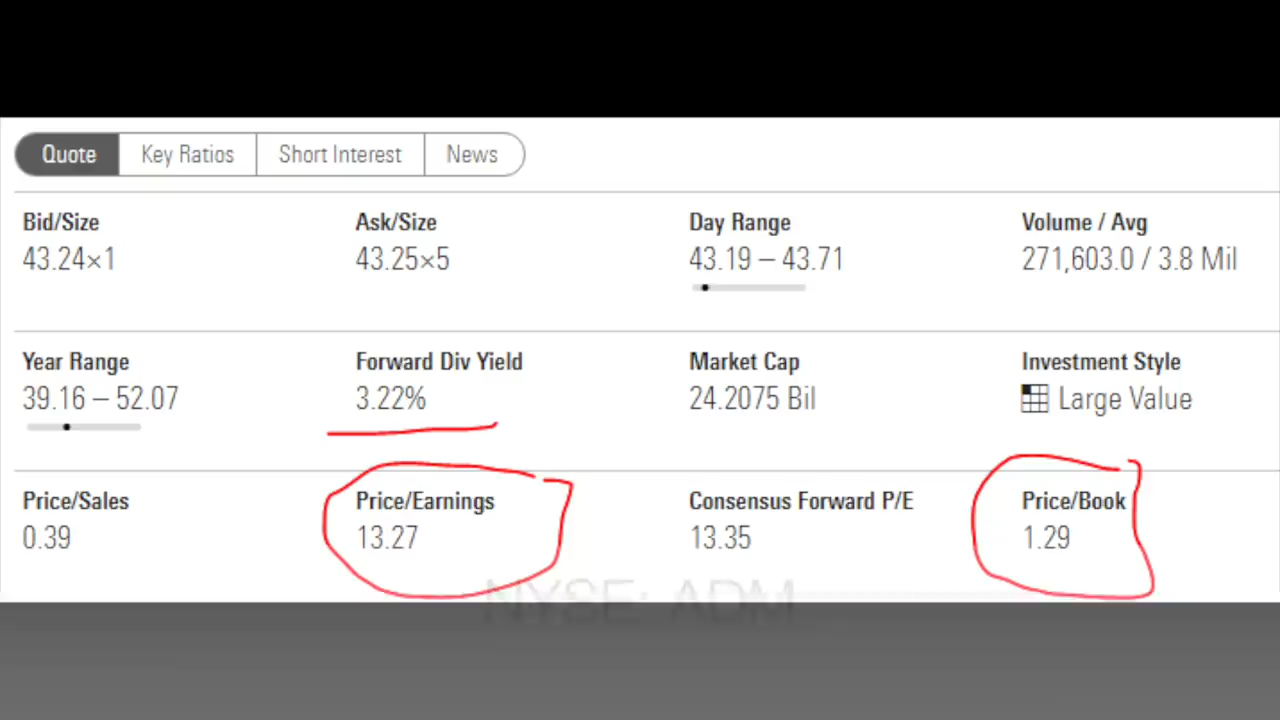 Quote Key Ratios Short Interest News
Bid/Size Ask/Size Day Range Volume / Avg
43.24×1 43.25×5 43.19 – 43.71 271,603.0 / 3.8 Mil
Year Range Forward Div Yield Market Cap Investment Style
39.16 – 52.07 3.22% 24.2075 Bil Large Value
Price/Sales Price/Earnings Consensus Forward P/E Price/Book
0.39 13.27 13.35 1.29
NYSE: ADM